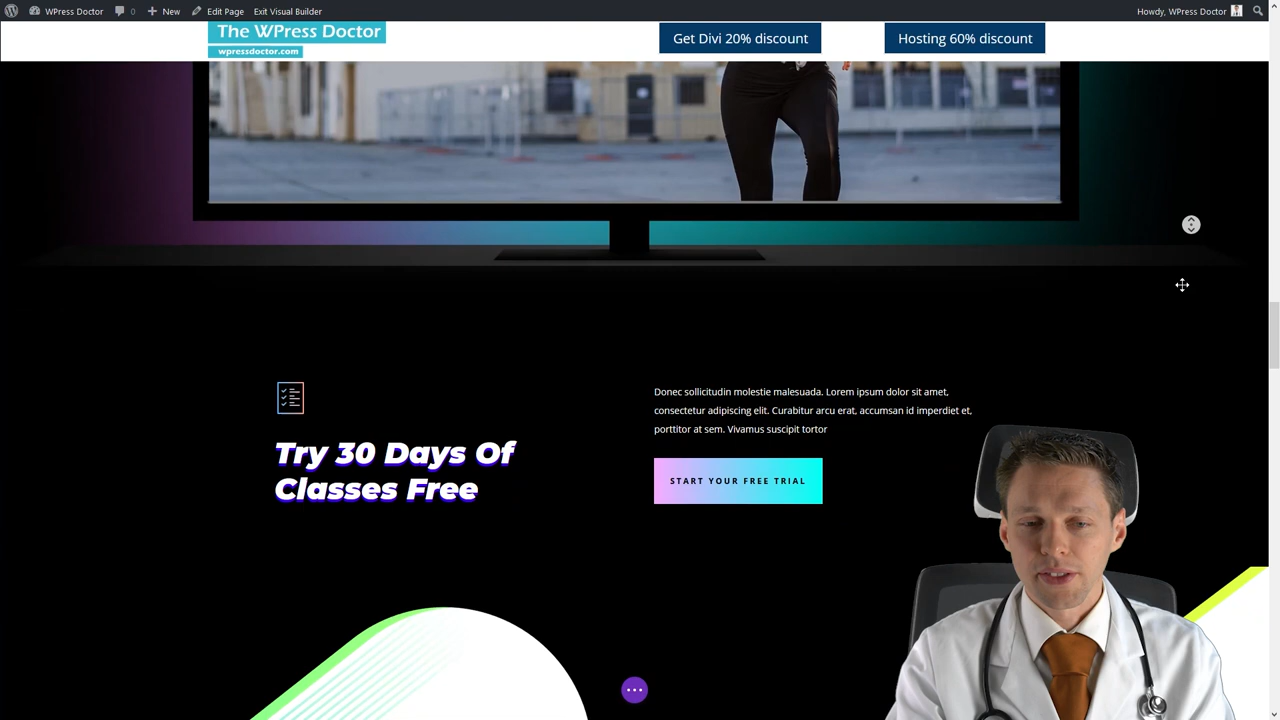 WPress Doctor
0
New
Edit Page
Exit Visual Builder
Howdy, WPress Doctor
The WPress Doctor
wpressdoctor.com
Get Divi 20% discount
Hosting 60% discount
Try 30 Days Of
Classes Free
Donec sollicitudin molestie malesuada. Lorem ipsum dolor sit amet,
consectetur adipiscing elit. Curabitur arcu erat, accumsan id imperdiet et,
porttitor at sem. Vivamus suscipit tortor
START YOUR FREE TRIAL